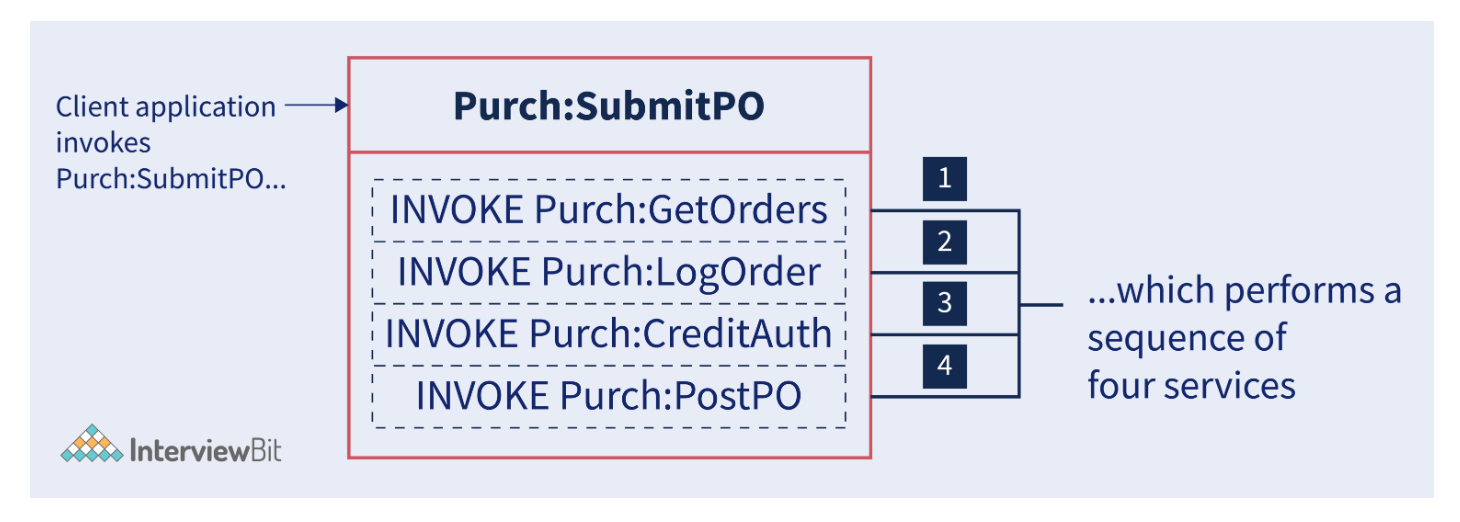 Client application
invokes
Purch:SubmitPO...
Purch:SubmitPO
INVOKE Purch:GetOrders
INVOKE Purch:LogOrder
INVOKE Purch:CreditAuth
INVOKE Purch:PostPO
1
2
3
4
...which performs a
sequence of
four services
InterviewBit